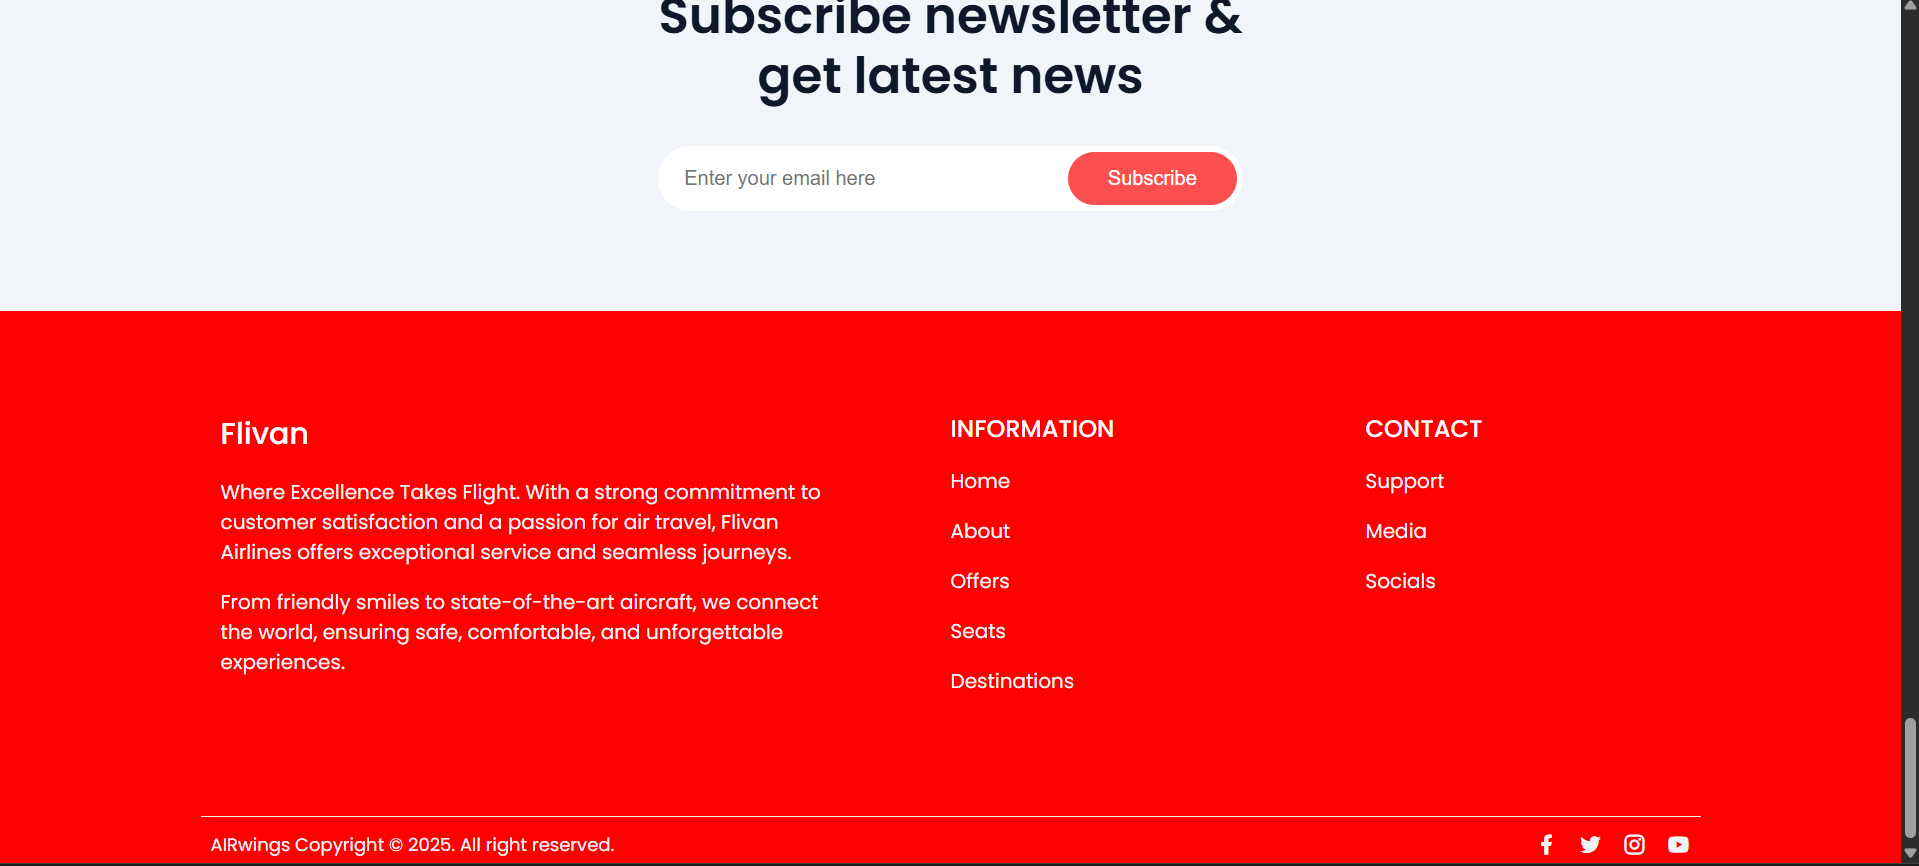 Subscribe newsletter &
get latest news
Enter your email here
Subscribe
Flivan
Where Excellence Takes Flight. With a strong commitment to
customer satisfaction and a passion for air travel, Flivan
Airlines offers exceptional service and seamless journeys.
From friendly smiles to state-of-the-art aircraft, we connect
the world, ensuring safe, comfortable, and unforgettable
experiences.
INFORMATION
Home
About
Offers
Seats
Destinations
CONTACT
Support
Media
Socials
AIRwings Copyright © 2025. All right reserved.